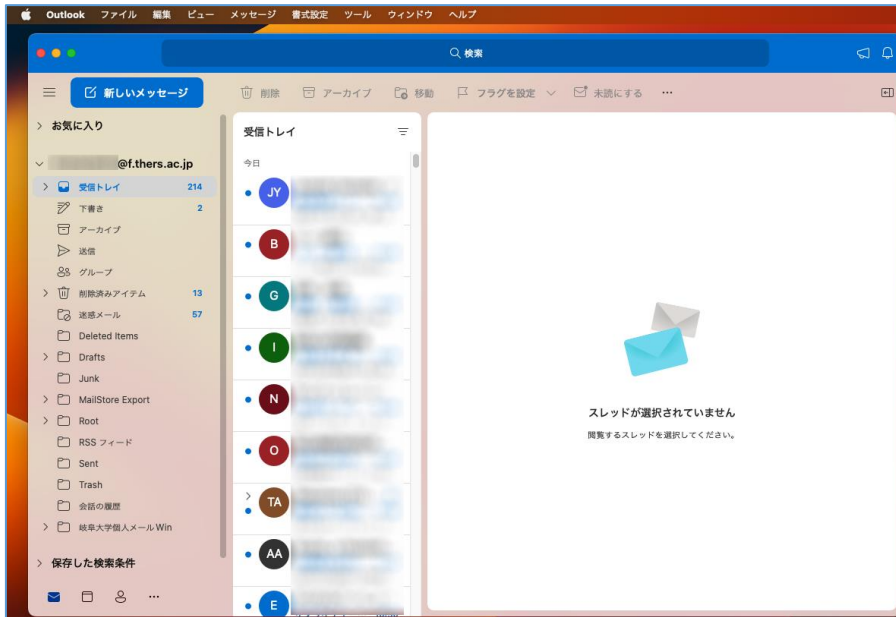 Outlook ファイル 編集 ビュー メッセージ 書式設定 ツール ウィンドウ ヘルプ
検索
新しいメッセージ
削除 アーカイブ 移動 フラグを設定 未読にする …
お気に入り
@f.thers.ac.jp
受信トレイ 214
下書き 2
アーカイブ
送信
グループ
削除済みアイテム 13
迷惑メール 57
Deleted Items
Drafts
Junk
MailStore Export
Root
RSS フィード
Sent
Trash
会話の履歴
岐阜大学個人メール Win
保存した検索条件
受信トレイ
今日
JY
B
G
I
N
O
TA
AA
E
スレッドが選択されていません
閲覧するスレッドを選択してください。